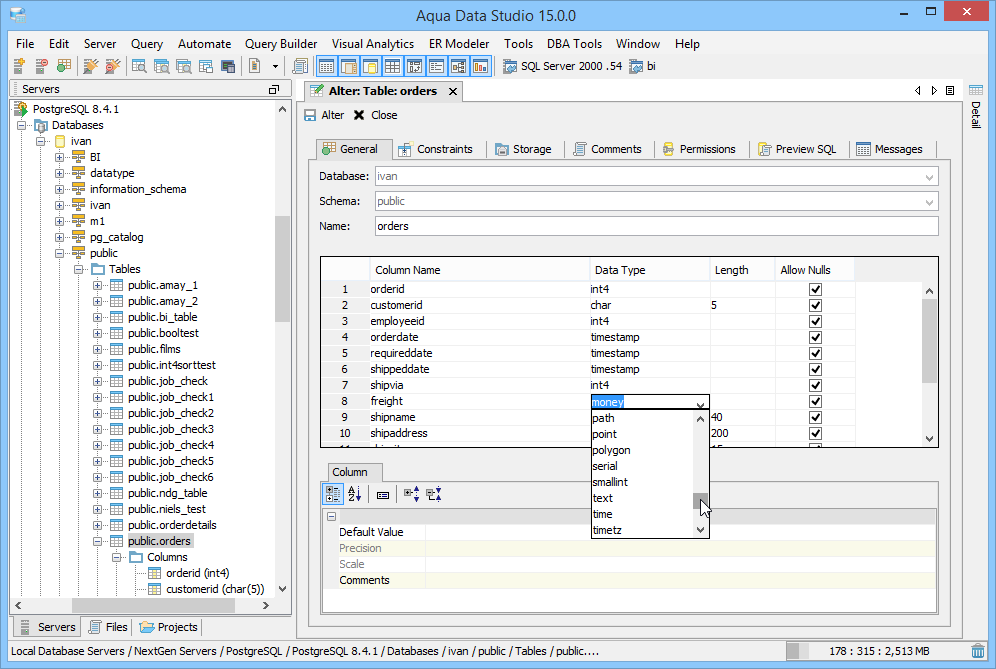 Aqua Data Studio 15.0.0
File Edit Server Query Automate Query Builder Visual Analytics ER Modeler Tools DBA Tools Window Help
SQL Server 2000 .54 bi
Servers
PostgreSQL 8.4.1
Databases
ivan
BI
datatype
information_schema
ivan
m1
pg_catalog
public
Tables
public.amay_1
public.amay_2
public.bi_table
public.booltest
public.films
public.int4sorttest
public.job_check
public.job_check1
public.job_check2
public.job_check3
public.job_check4
public.job_check5
public.job_check6
public.ndg_table
public.niels_test
public.orderdetails
public.orders
Columns
orderid (int4)
customerid (char(5))
Servers Files Projects
Alter: Table: orders
Detail
Alter Close
General Constraints Storage Comments Permissions Preview SQL Messages
Database: ivan
Schema: public
Name: orders
Column Name Data Type Length Allow Nulls
1 orderid int4
2 customerid char 5
3 employeeid int4
4 orderdate timestamp
5 requireddate timestamp
6 shippeddate timestamp
7 shipvia int4
8 freight money
9 shipname 40
10 shipaddress 200
path
point
polygon
serial
smallint
text
time
timetz
Column
Default Value
Precision
Scale
Comments
Local Database Servers / NextGen Servers / PostgreSQL / PostgreSQL 8.4.1 / Databases / ivan / public / Tables / public.... 178 : 315 : 2,513 MB